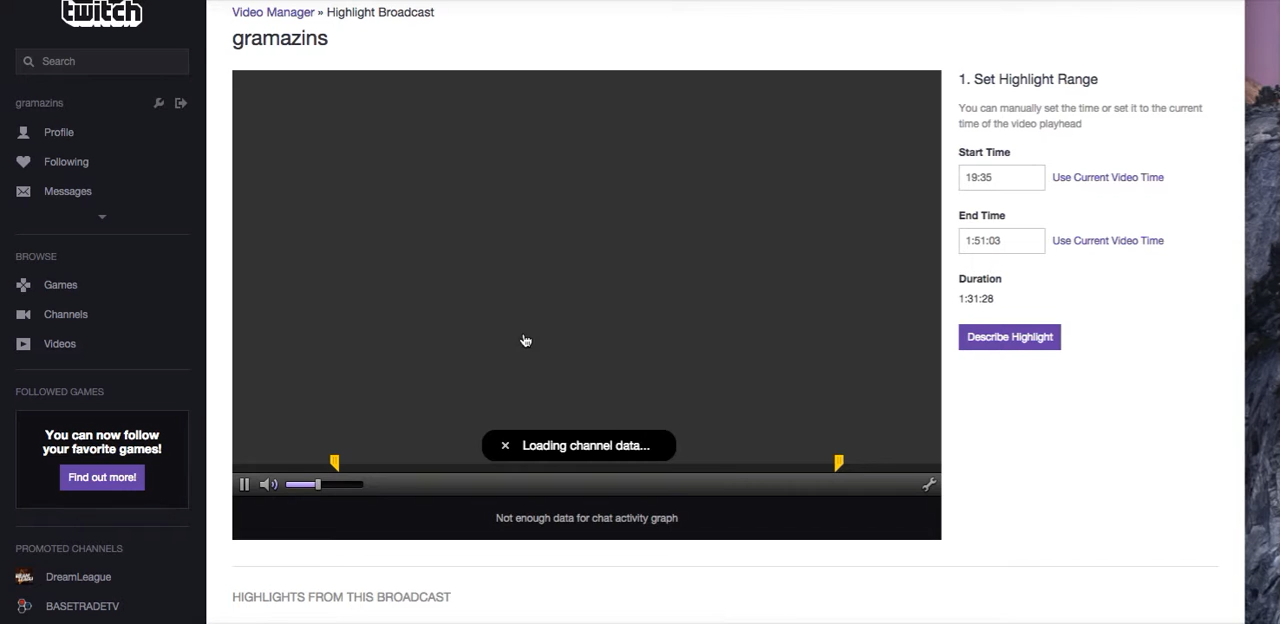 twitch
Search
gramazins
Profile
Following
Messages
BROWSE
Games
Channels
Videos
FOLLOWED GAMES
You can now follow
your favorite games!
Find out more!
PROMOTED CHANNELS
DreamLeague
BASETRADETV
Video Manager » Highlight Broadcast
gramazins
Loading channel data...
Not enough data for chat activity graph
HIGHLIGHTS FROM THIS BROADCAST
1. Set Highlight Range
You can manually set the time or set it to the current
time of the video playhead
Start Time
19:35 Use Current Video Time
End Time
1:51:03 Use Current Video Time
Duration
1:31:28
Describe Highlight